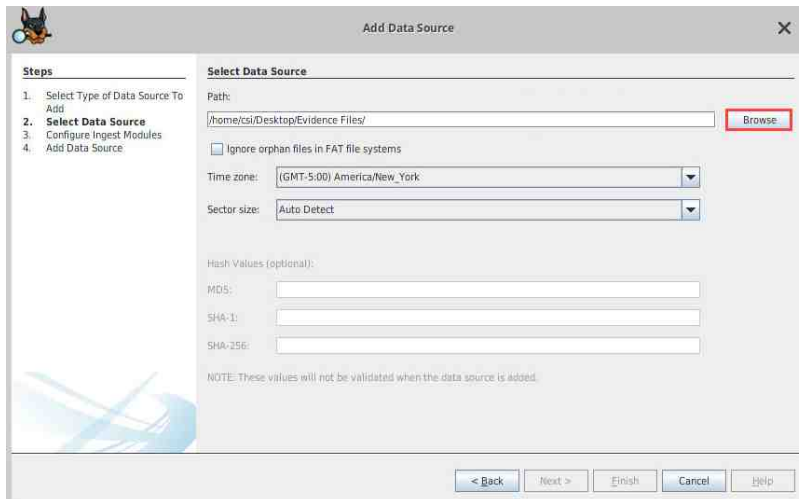 Add Data Source
Steps
1. Select Type of Data Source To
Add
2. Select Data Source
3. Configure Ingest Modules
4. Add Data Source
Select Data Source
Path:
/home/csi/Desktop/Evidence Files/
Browse
Ignore orphan files in FAT file systems
Time zone: (GMT-5:00) America/New_York
Sector size: Auto Detect
Hash Values (optional):
MD5:
SHA-1:
SHA-256:
NOTE: These values will not be validated when the data source is added.
< Back Next > Finish Cancel Help